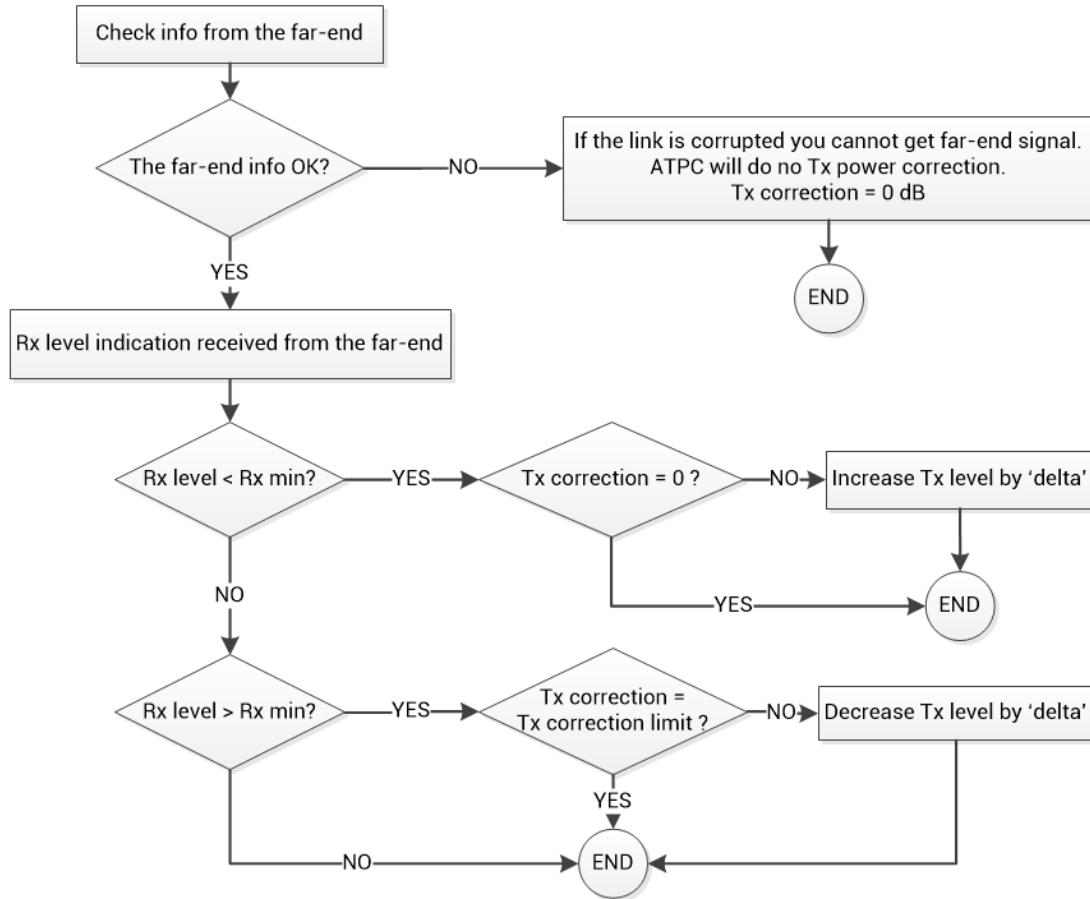 Check info from the far-end
The far-end info OK?
NO
If the link is corrupted you cannot get far-end signal.
ATPC will do no Tx power correction.
Tx correction = 0 dB
END
YES
Rx level indication received from the far-end
Rx level < Rx min?
YES
Tx correction = 0 ?
NO
Increase Tx level by ‘delta’
YES
END
NO
Rx level > Rx min?
YES
Tx correction =
Tx correction limit ?
NO
Decrease Tx level by ‘delta’
YES
NO
END